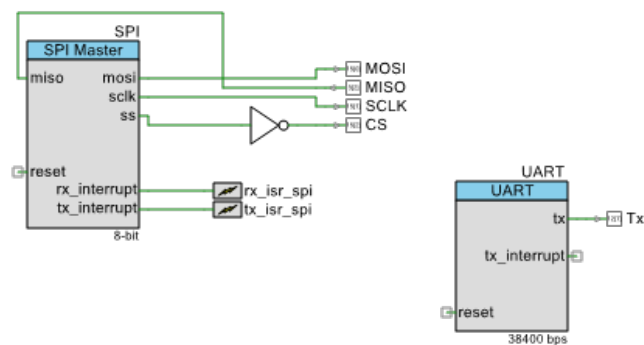 SPI
SPI Master
miso mosi
sclk
ss
reset
rx_interrupt
tx_interrupt
8-bit
MOSI
MISO
SCLK
CS
rx_isr_spi
tx_isr_spi
UART
UART
tx
tx_interrupt
reset
38400 bps
Tx